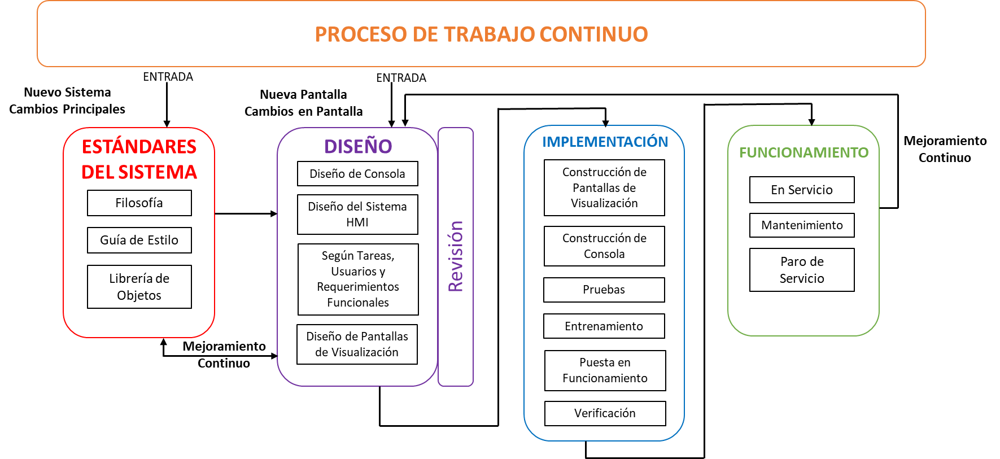 PROCESO DE TRABAJO CONTINUO
ENTRADA
Nuevo Sistema
Cambios Principales
ENTRADA
Nueva Pantalla
Cambios en Pantalla
ESTÁNDARES
DEL SISTEMA
Filosofía
Guía de Estilo
Librería de
Objetos
Mejoramiento
Continuo
DISEÑO
Diseño de Consola
Diseño del Sistema
HMI
Según Tareas,
Usuarios y
Requerimientos
Funcionales
Diseño de Pantallas
de Visualización
Revisión
IMPLEMENTACIÓN
Construcción de
Pantallas de
Visualización
Construcción de
Consola
Pruebas
Entrenamiento
Puesta en
Funcionamiento
Verificación
FUNCIONAMIENTO
En Servicio
Mantenimiento
Paro de
Servicio
Mejoramiento
Continuo